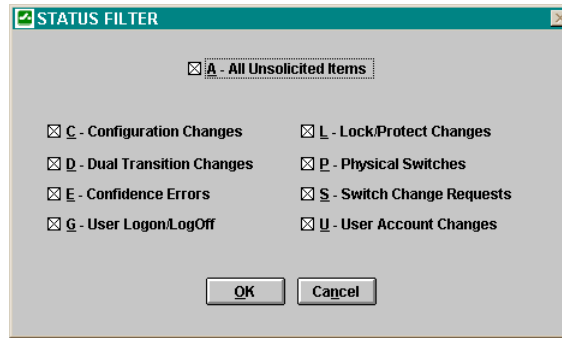 STATUS FILTER
A - All Unsolicited Items
C - Configuration Changes
L - Lock/Protect Changes
D - Dual Transition Changes
P - Physical Switches
E - Confidence Errors
S - Switch Change Requests
G - User Logon/LogOff
U - User Account Changes
OK
Cancel